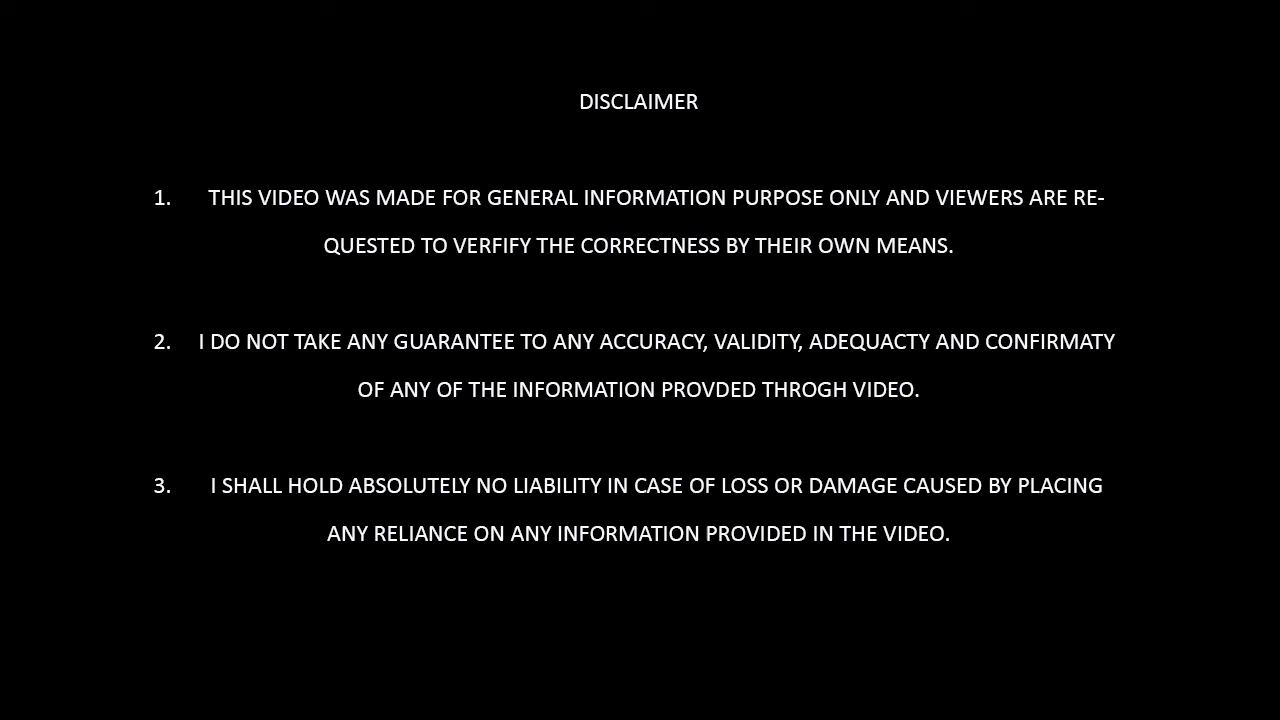 DISCLAIMER
1. THIS VIDEO WAS MADE FOR GENERAL INFORMATION PURPOSE ONLY AND VIEWERS ARE RE-
QUESTED TO VERFIFY THE CORRECTNESS BY THEIR OWN MEANS.
2. I DO NOT TAKE ANY GUARANTEE TO ANY ACCURACY, VALIDITY, ADEQUACTY AND CONFIRMATY
OF ANY OF THE INFORMATION PROVDED THROGH VIDEO.
3. I SHALL HOLD ABSOLUTELY NO LIABILITY IN CASE OF LOSS OR DAMAGE CAUSED BY PLACING
ANY RELIANCE ON ANY INFORMATION PROVIDED IN THE VIDEO.